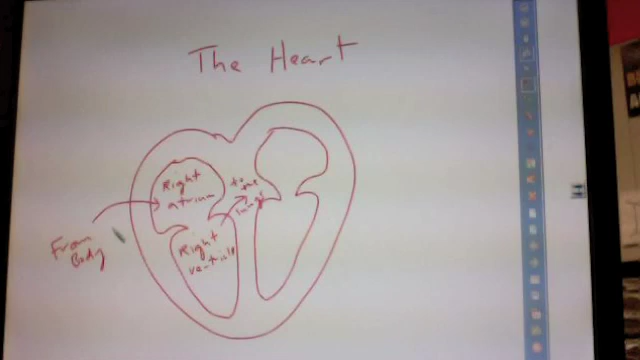 The Heart
Right
atrium
to
the
lungs
From
Body
Right
ventricle